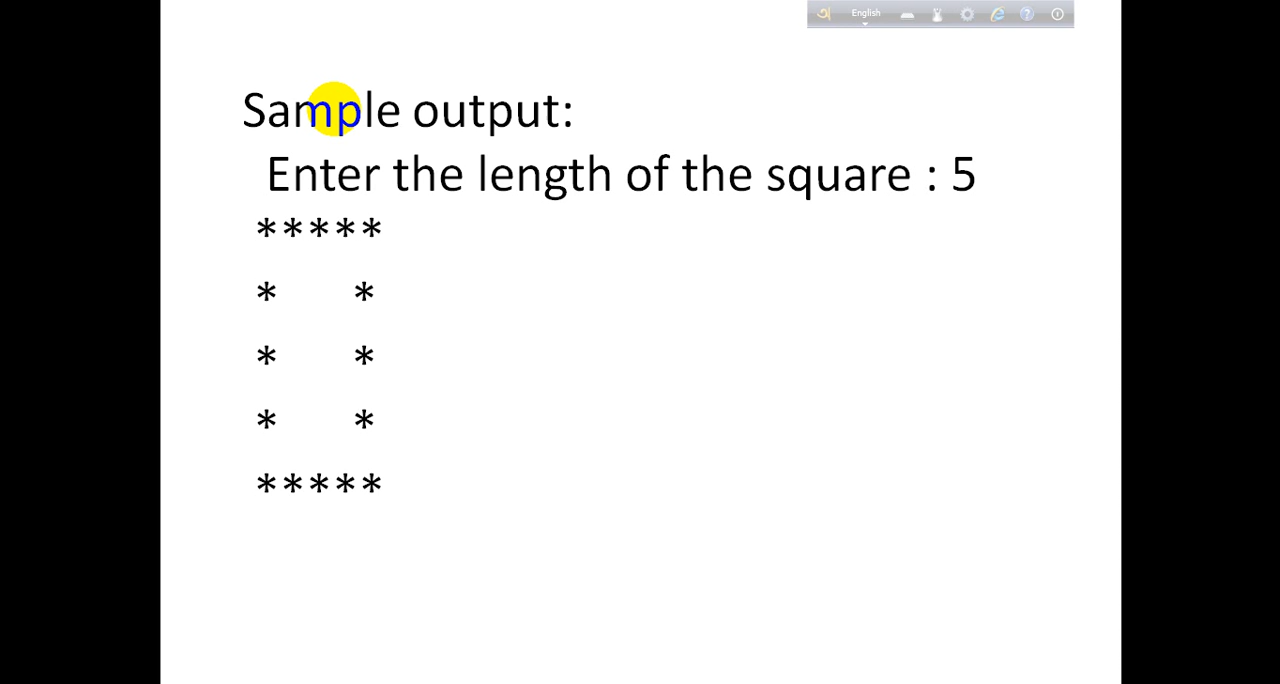 অ English
Sample output:
Enter the length of the square : 5
*****
*      *
*      *
*      *
*****